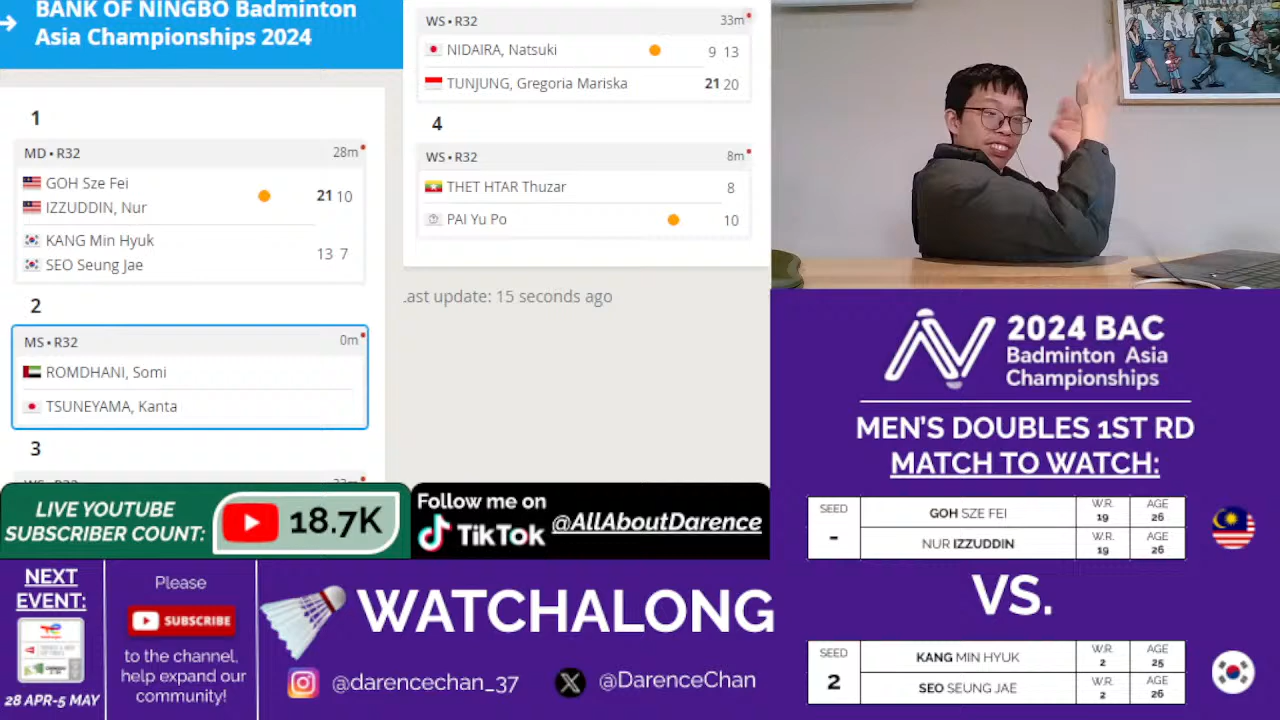 BANK OF NINGBO Badminton
Asia Championships 2024
1
MD • R32
28m
GOH Sze Fei
IZZUDDIN, Nur
21 10
KANG Min Hyuk
SEO Seung Jae
13 7
2
MS • R32
0m
ROMDHANI, Somi
TSUNEYAMA, Kanta
3
WS • R32
33m
NIDAIRA, Natsuki
9 13
TUNJUNG, Gregoria Mariska
21 20
4
WS • R32
8m
THET HTAR Thuzar
8
PAI Yu Po
10
ast update: 15 seconds ago
LIVE YOUTUBE
SUBSCRIBER COUNT:
18.7K
Follow me on
TikTok
@AllAboutDarence
NEXT
EVENT:
28 APR-5 MAY
Please
SUBSCRIBE
to the channel,
help expand our
community!
WATCHALONG
@darencechan_37
@DarenceChan
2024 BAC
Badminton Asia
Championships
MEN'S DOUBLES 1ST RD
MATCH TO WATCH:
SEED
-
GOH SZE FEI
W.R.
19
AGE
26
NUR IZZUDDIN
W.R.
19
AGE
26
VS.
SEED
2
KANG MIN HYUK
W.R.
2
AGE
25
SEO SEUNG JAE
W.R.
2
AGE
26